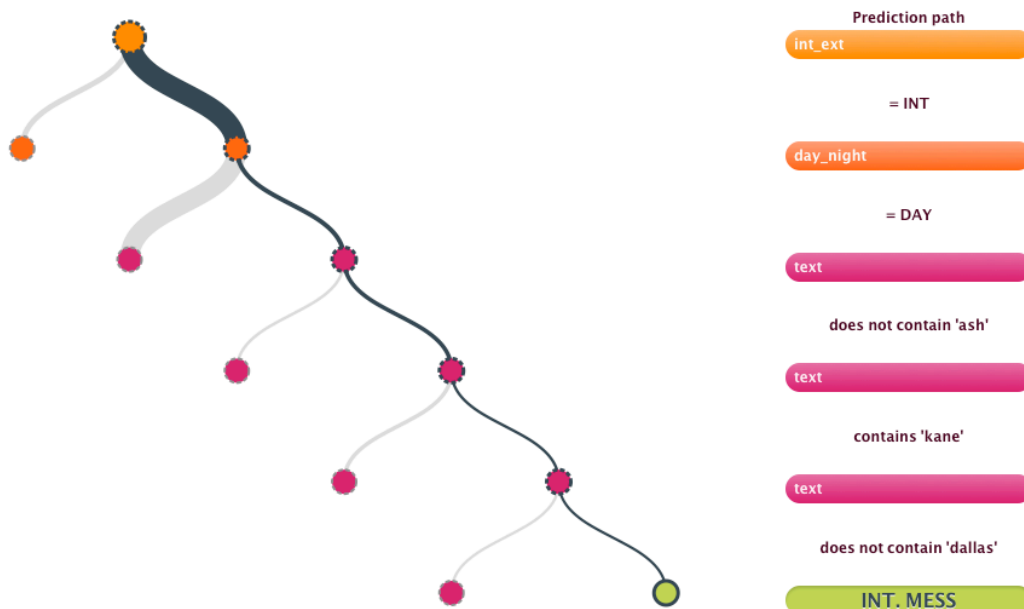 Prediction path
int_ext
= INT
day_night
= DAY
text
does not contain 'ash'
text
contains 'kane'
text
does not contain 'dallas'
INT. MESS